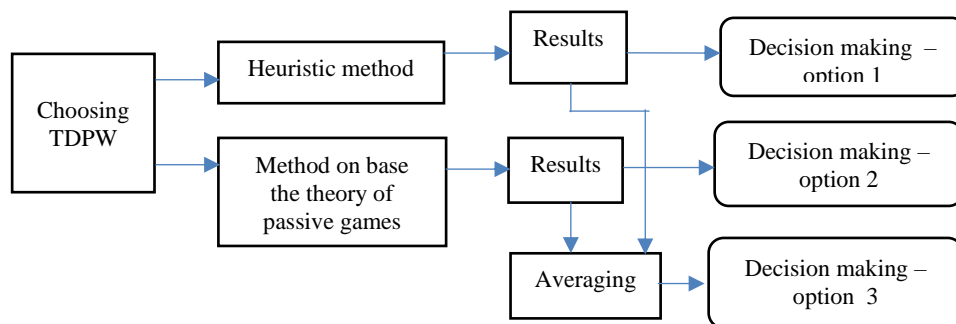 Choosing
TDPW
Heuristic method
Results
Decision making –
option 1
Method on base
the theory of
passive games
Results
Decision making –
option 2
Averaging
Decision making –
option 3